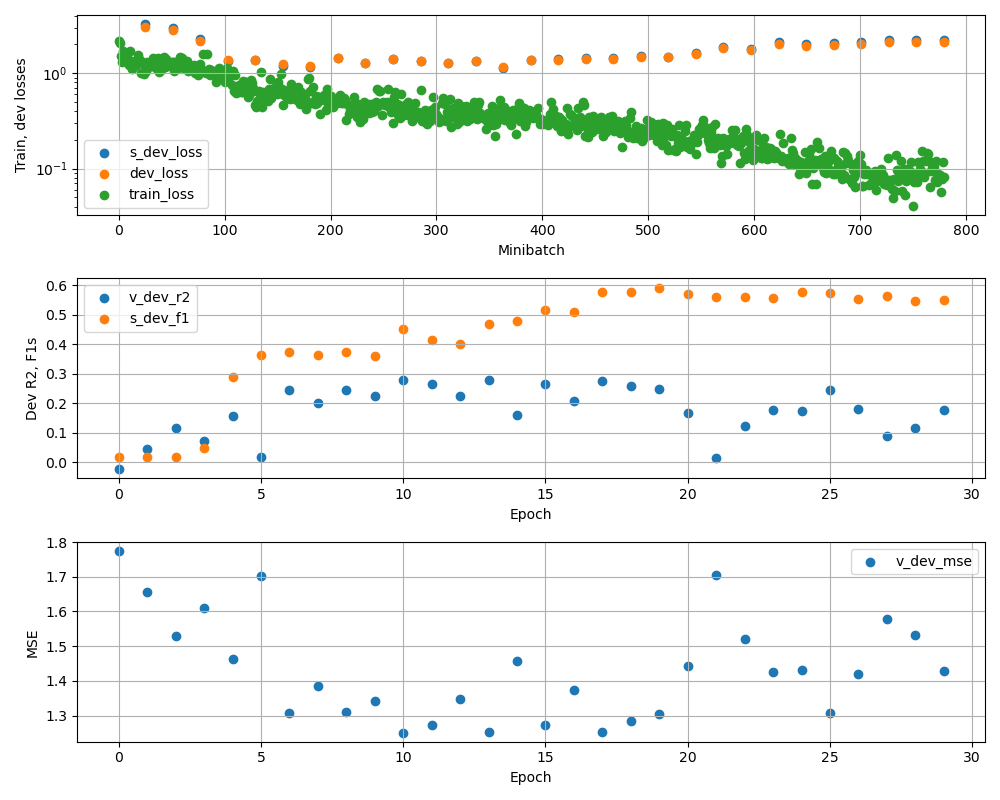 Train, dev losses
10^0
10^-1
s_dev_loss
dev_loss
train_loss
0 100 200 300 400 500 600 700 800
Minibatch
Dev R2, F1s
0.6
0.5
0.4
0.3
0.2
0.1
0.0
v_dev_r2
s_dev_f1
0 5 10 15 20 25 30
Epoch
MSE
1.8
1.7
1.6
1.5
1.4
1.3
v_dev_mse
0 5 10 15 20 25 30
Epoch